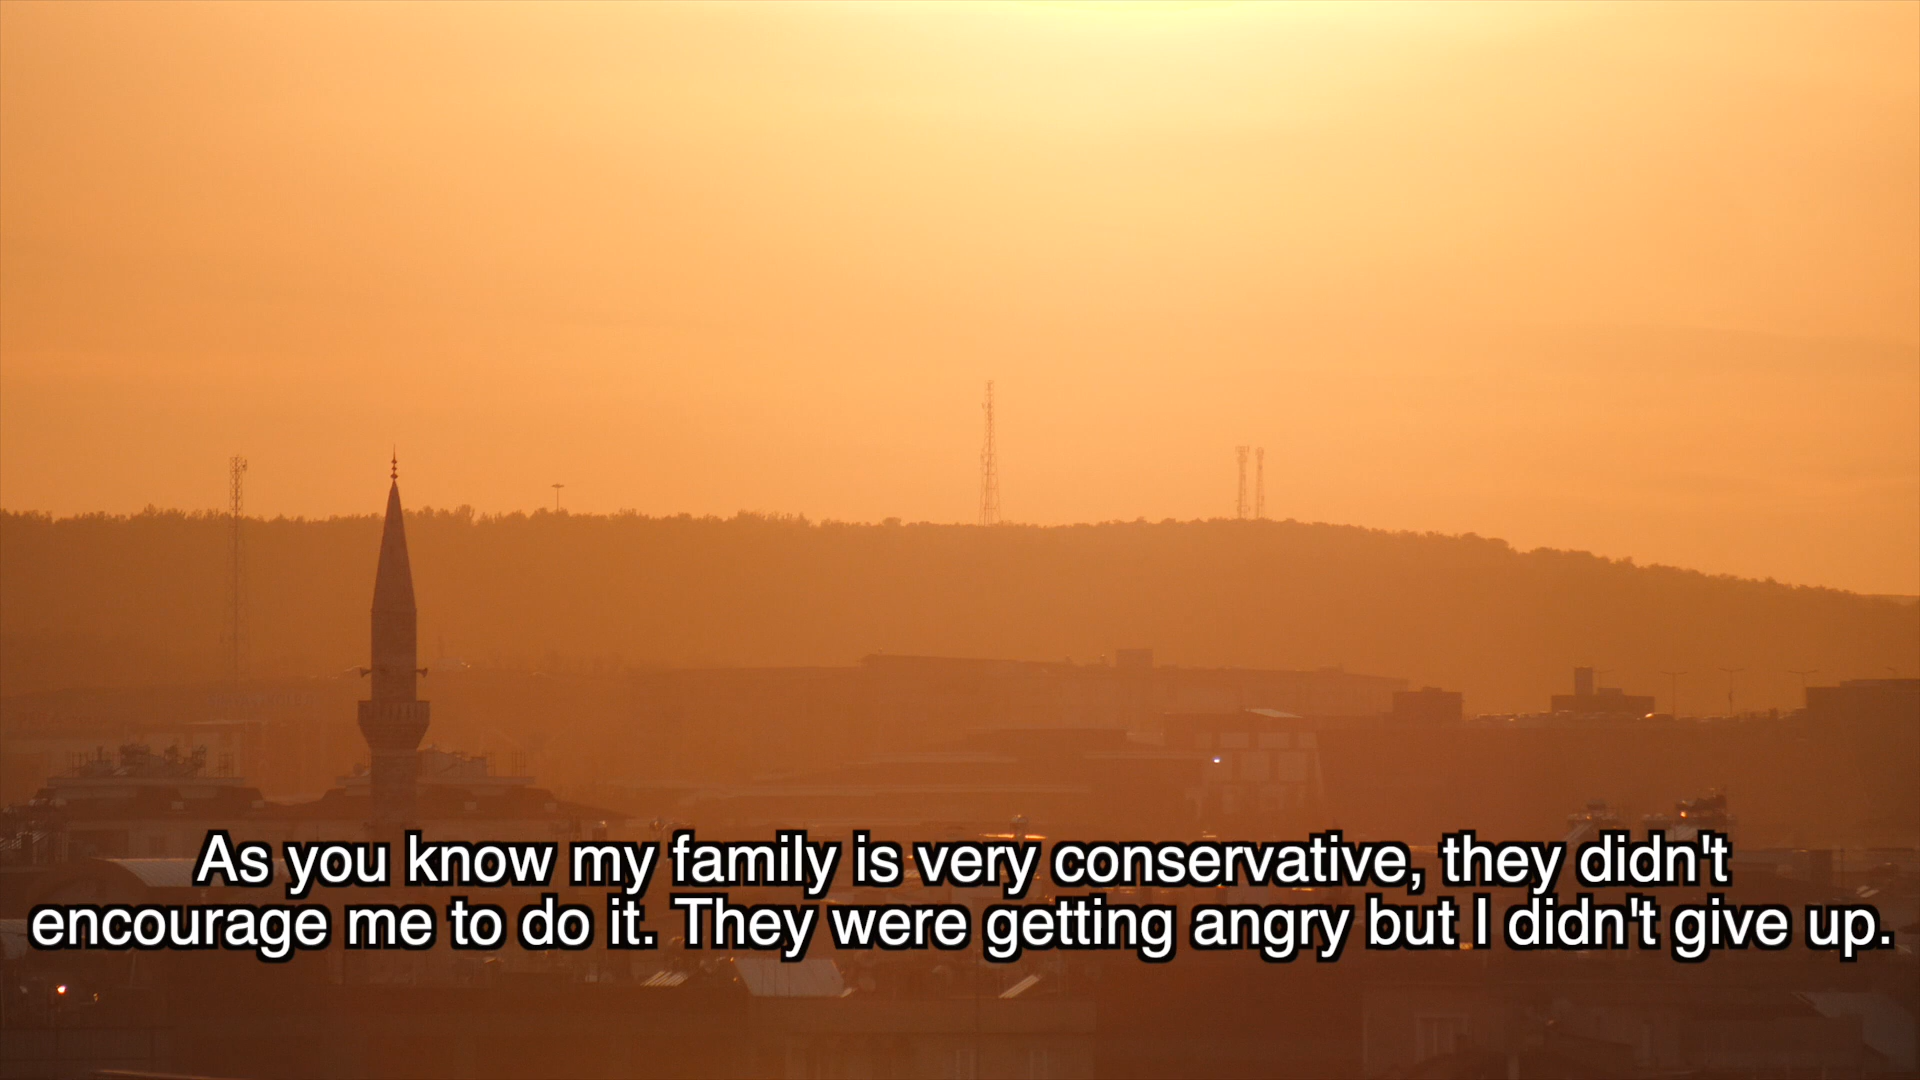 As you know my family is very conservative, they didn't
encourage me to do it. They were getting angry but I didn't give up.